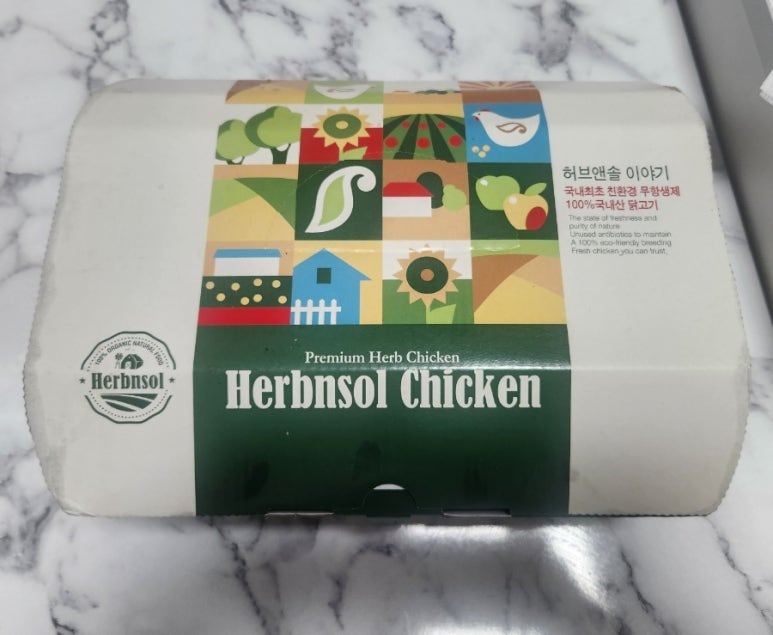 허브앤솔 이야기
국내최초 친환경 무항생제
100%국내산 닭고기
The state of freshness and
purity of nature
Unused antibiotics to maintain
A 100% eco-friendly breeding
Fresh chicken you can trust,
100% ORGANIC NATURAL FOOD
Herbnsol
Premium Herb Chicken
Herbnsol Chicken